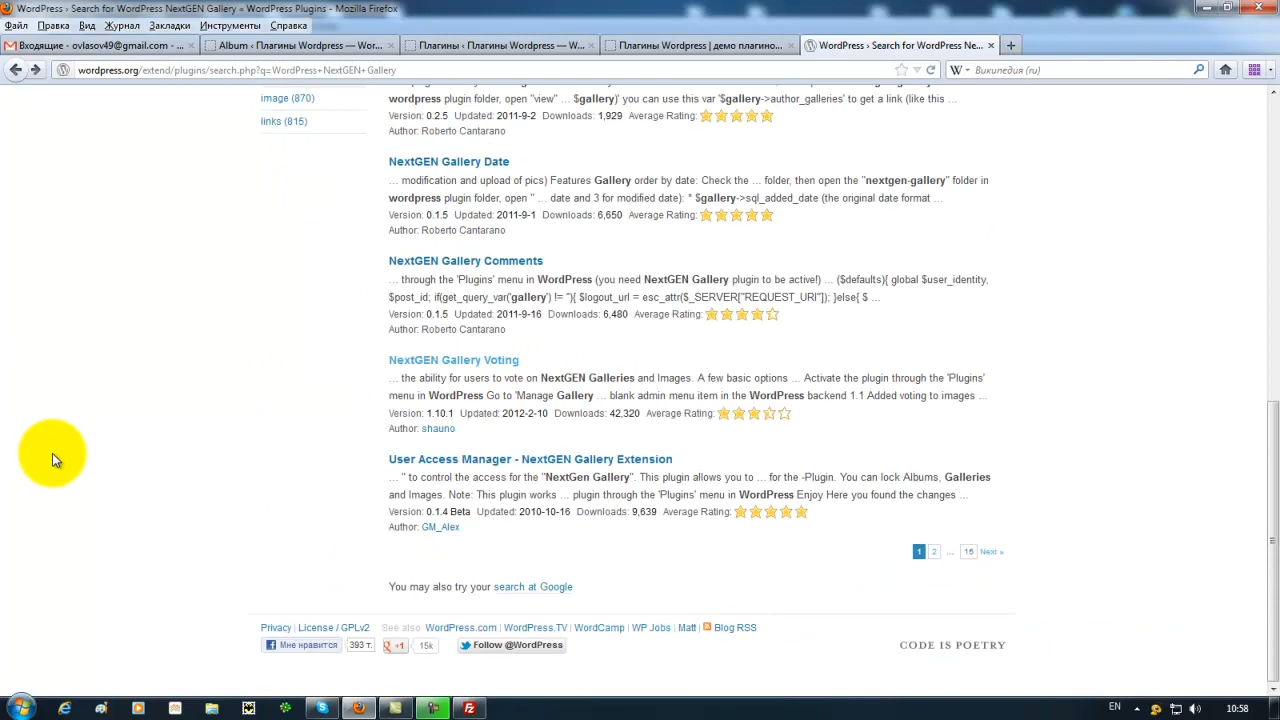 WordPress › Search for WordPress NextGEN Gallery « WordPress Plugins - Mozilla Firefox
Файл Правка Вид Журнал Закладки Инструменты Справка
Входящие - ovlasov49@gmail.com - ...
Album ‹ Плагины Wordpress — Wor...
Плагины ‹ Плагины Wordpress — W...
Плагины Wordpress | демо плагино...
WordPress › Search for WordPress Ne...
wordpress.org/extend/plugins/search.php?q=WordPress+NextGEN+Gallery
Википедия (ru)
image (870)
links (815)
wordpress plugin folder, open "view" ... $gallery)' you can use this var '$gallery->author_galleries' to get a link (like this ...
Version: 0.2.5 Updated: 2011-9-2 Downloads: 1,929 Average Rating:
Author: Roberto Cantarano
NextGEN Gallery Date
... modification and upload of pics) Features Gallery order by date: Check the ... folder, then open the "nextgen-gallery" folder in
wordpress plugin folder, open " ... date and 3 for modified date): * $gallery->sql_added_date (the original date format ...
Version: 0.1.5 Updated: 2011-9-1 Downloads: 6,650 Average Rating:
Author: Roberto Cantarano
NextGEN Gallery Comments
... through the 'Plugins' menu in WordPress (you need NextGEN Gallery plugin to be active!) ... ($defaults){ global $user_identity,
$post_id; if(get_query_var('gallery') != ''){ $logout_url = esc_attr($_SERVER["REQUEST_URI"]); }else{ $ ...
Version: 0.1.5 Updated: 2011-9-16 Downloads: 6,480 Average Rating:
Author: Roberto Cantarano
NextGEN Gallery Voting
... the ability for users to vote on NextGEN Galleries and Images. A few basic options ... Activate the plugin through the 'Plugins'
menu in WordPress Go to 'Manage Gallery ... blank admin menu item in the WordPress backend 1.1 Added voting to images ...
Version: 1.10.1 Updated: 2012-2-10 Downloads: 42,320 Average Rating:
Author: shauno
User Access Manager - NextGEN Gallery Extension
... " to control the access for the "NextGen Gallery". This plugin allows you to ... for the -Plugin. You can lock Albums, Galleries
and Images. Note: This plugin works ... plugin through the 'Plugins' menu in WordPress Enjoy Here you found the changes ...
Version: 0.1.4 Beta Updated: 2010-10-16 Downloads: 9,639 Average Rating:
Author: GM_Alex
1 2 ... 15 Next »
You may also try your search at Google
Privacy | License / GPLv2 See also: WordPress.com | WordPress.TV | WordCamp | WP Jobs | Matt | Blog RSS
Мне нравится 393 т. +1 15k Follow @WordPress
CODE IS POETRY
EN 10:58